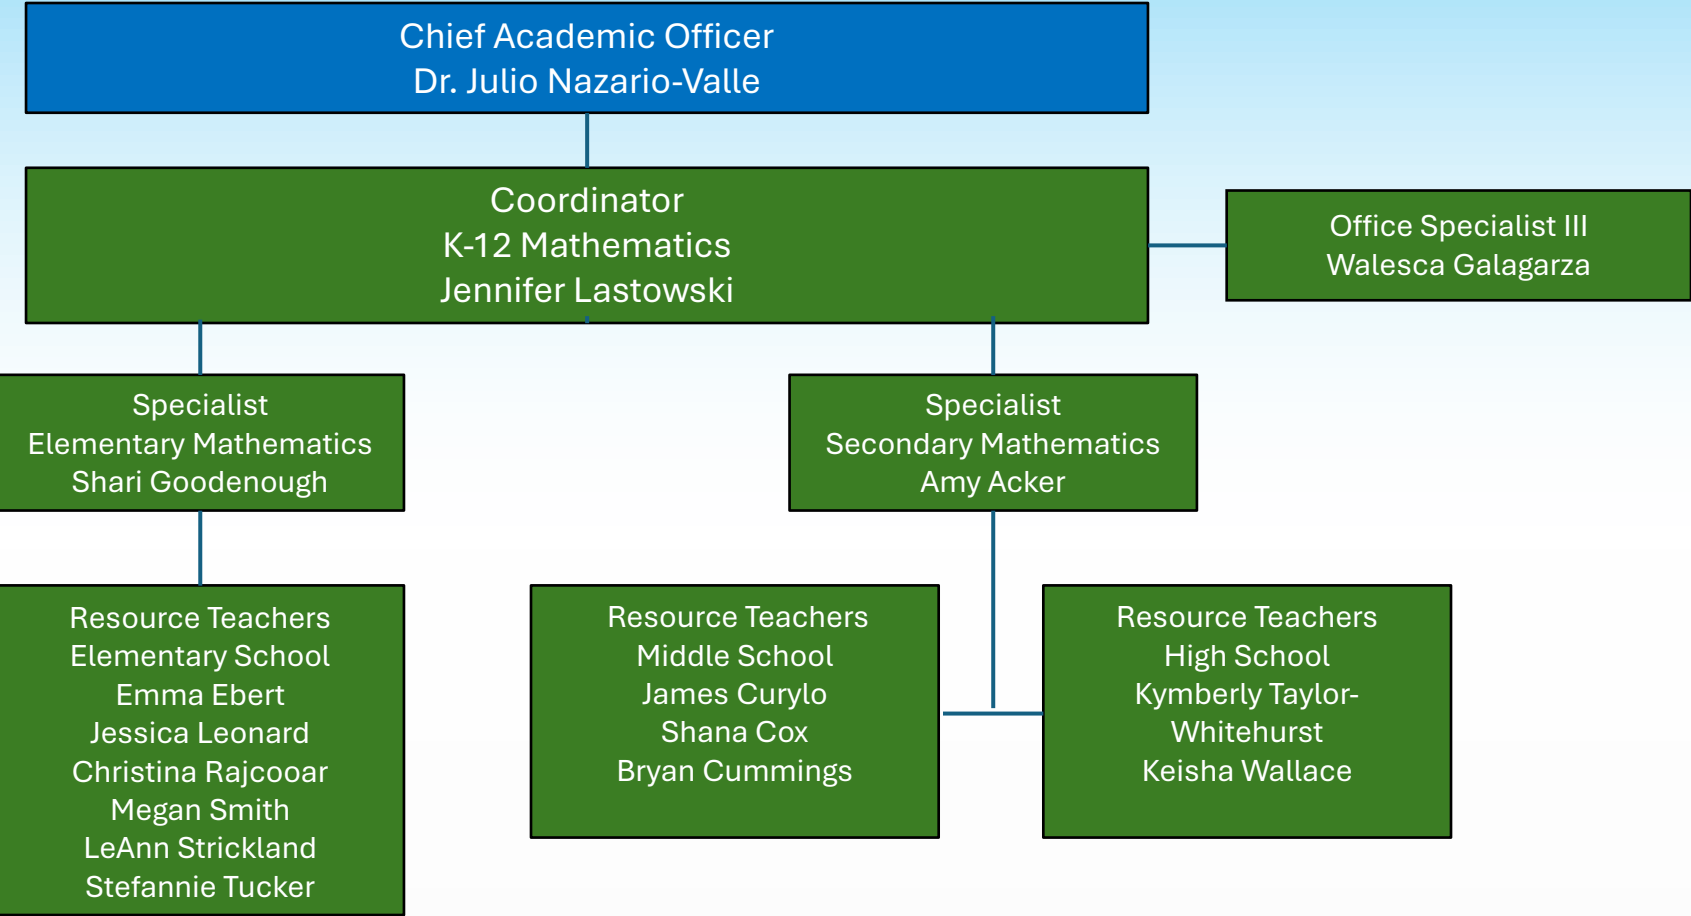 Chief Academic Officer
Dr. Julio Nazario-Valle
Coordinator
K-12 Mathematics
Jennifer Lastowski
Office Specialist III
Walesca Galagarza
Specialist
Elementary Mathematics
Shari Goodenough
Specialist
Secondary Mathematics
Amy Acker
Resource Teachers
Elementary School
Emma Ebert
Jessica Leonard
Christina Rajcooar
Megan Smith
LeAnn Strickland
Stefannie Tucker
Resource Teachers
Middle School
James Curylo
Shana Cox
Bryan Cummings
Resource Teachers
High School
Kymberly Taylor-
Whitehurst
Keisha Wallace